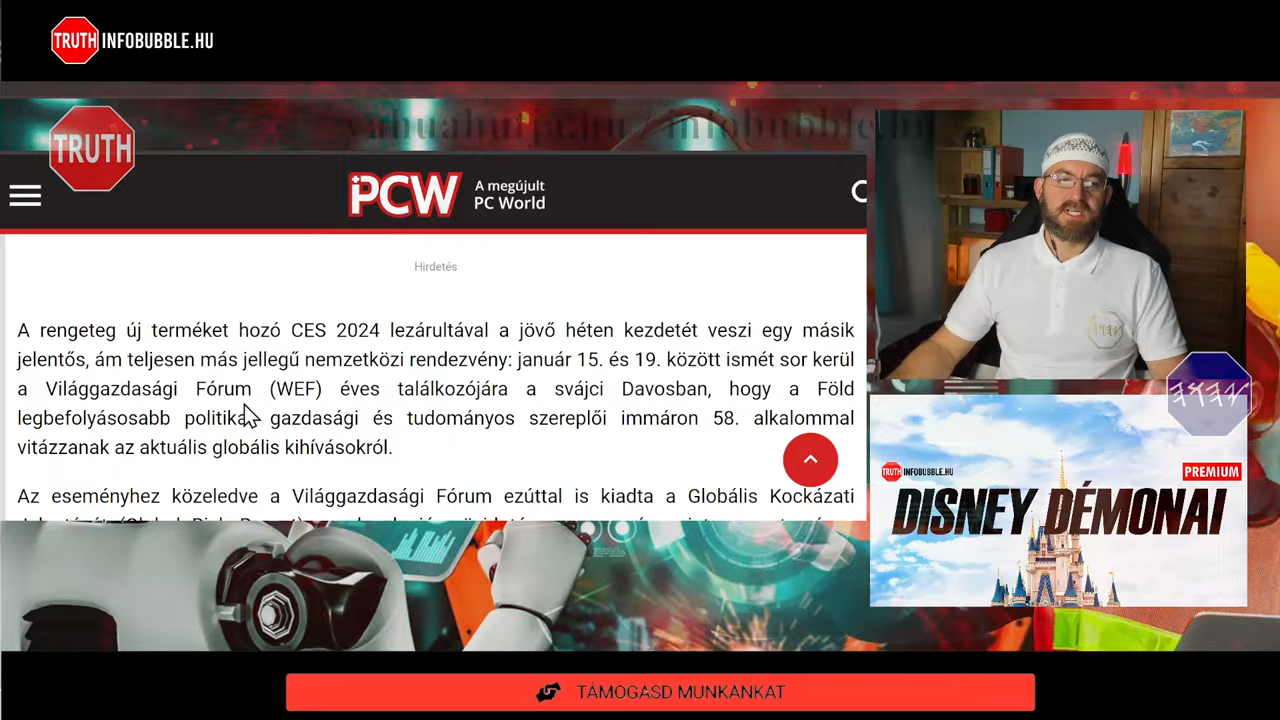 TRUTH INFOBUBBLE.HU
yahuahutja.hu / infobubble.hu
TRUTH
PCW
A megújult
PC World
Hirdetés
A rengeteg új terméket hozó CES 2024 lezárultával a jövő héten kezdetét veszi egy másik
jelentős, ám teljesen más jellegű nemzetközi rendezvény: január 15. és 19. között ismét sor kerül
a Világgazdasági Fórum (WEF) éves találkozójára a svájci Davosban, hogy a Föld
legbefolyásosabb politikai, gazdasági és tudományos szereplői immáron 58. alkalommal
vitázzanak az aktuális globális kihívásokról.
Az eseményhez közeledve a Világgazdasági Fórum ezúttal is kiadta a Globális Kockázati
TRUTH INFOBUBBLE.HU
PREMIUM
DISNEY DÉMONAI
TÁMOGASD MUNKÁNKAT